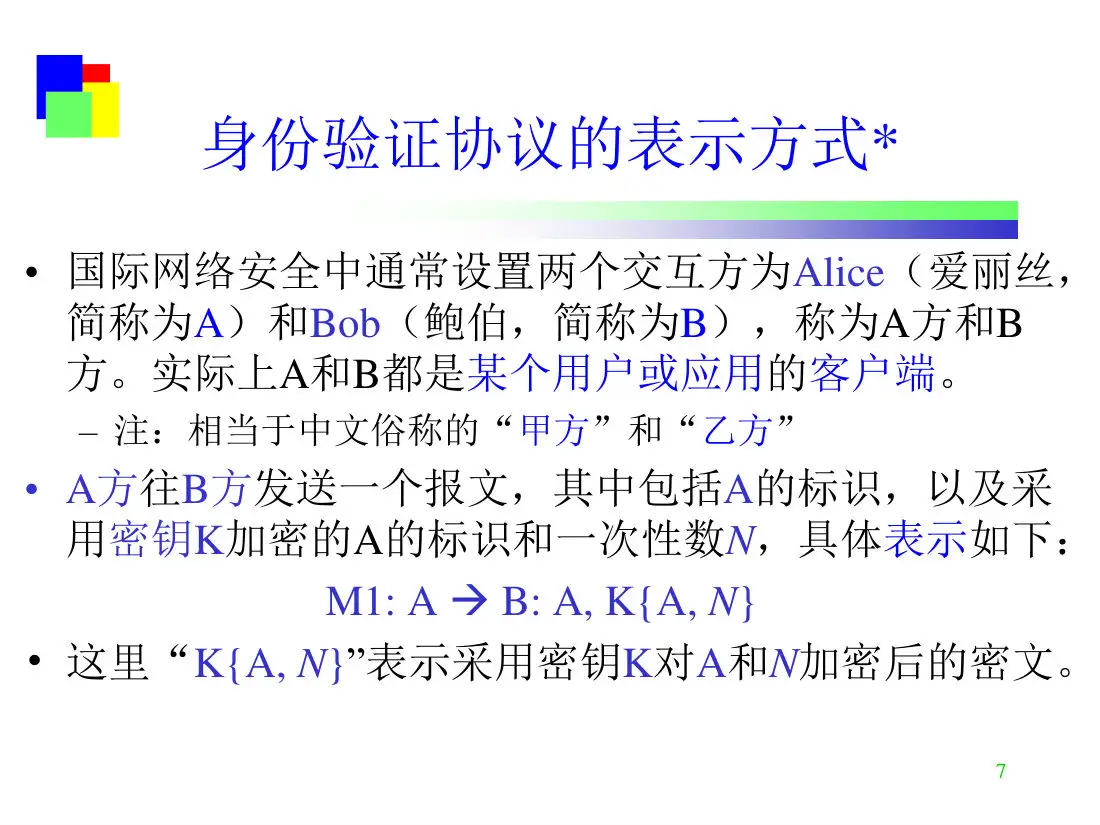 身份验证协议的表示方式*
• 国际网络安全中通常设置两个交互方为Alice（爱丽丝，
简称为A）和Bob（鲍伯，简称为B），称为A方和B
方。实际上A和B都是某个用户或应用的客户端。
– 注：相当于中文俗称的“甲方”和“乙方”
• A方往B方发送一个报文，其中包括A的标识，以及采
用密钥K加密的A的标识和一次性数N，具体表示如下：
M1: A → B: A, K{A, N}
• 这里“K{A, N}”表示采用密钥K对A和N加密后的密文。
7